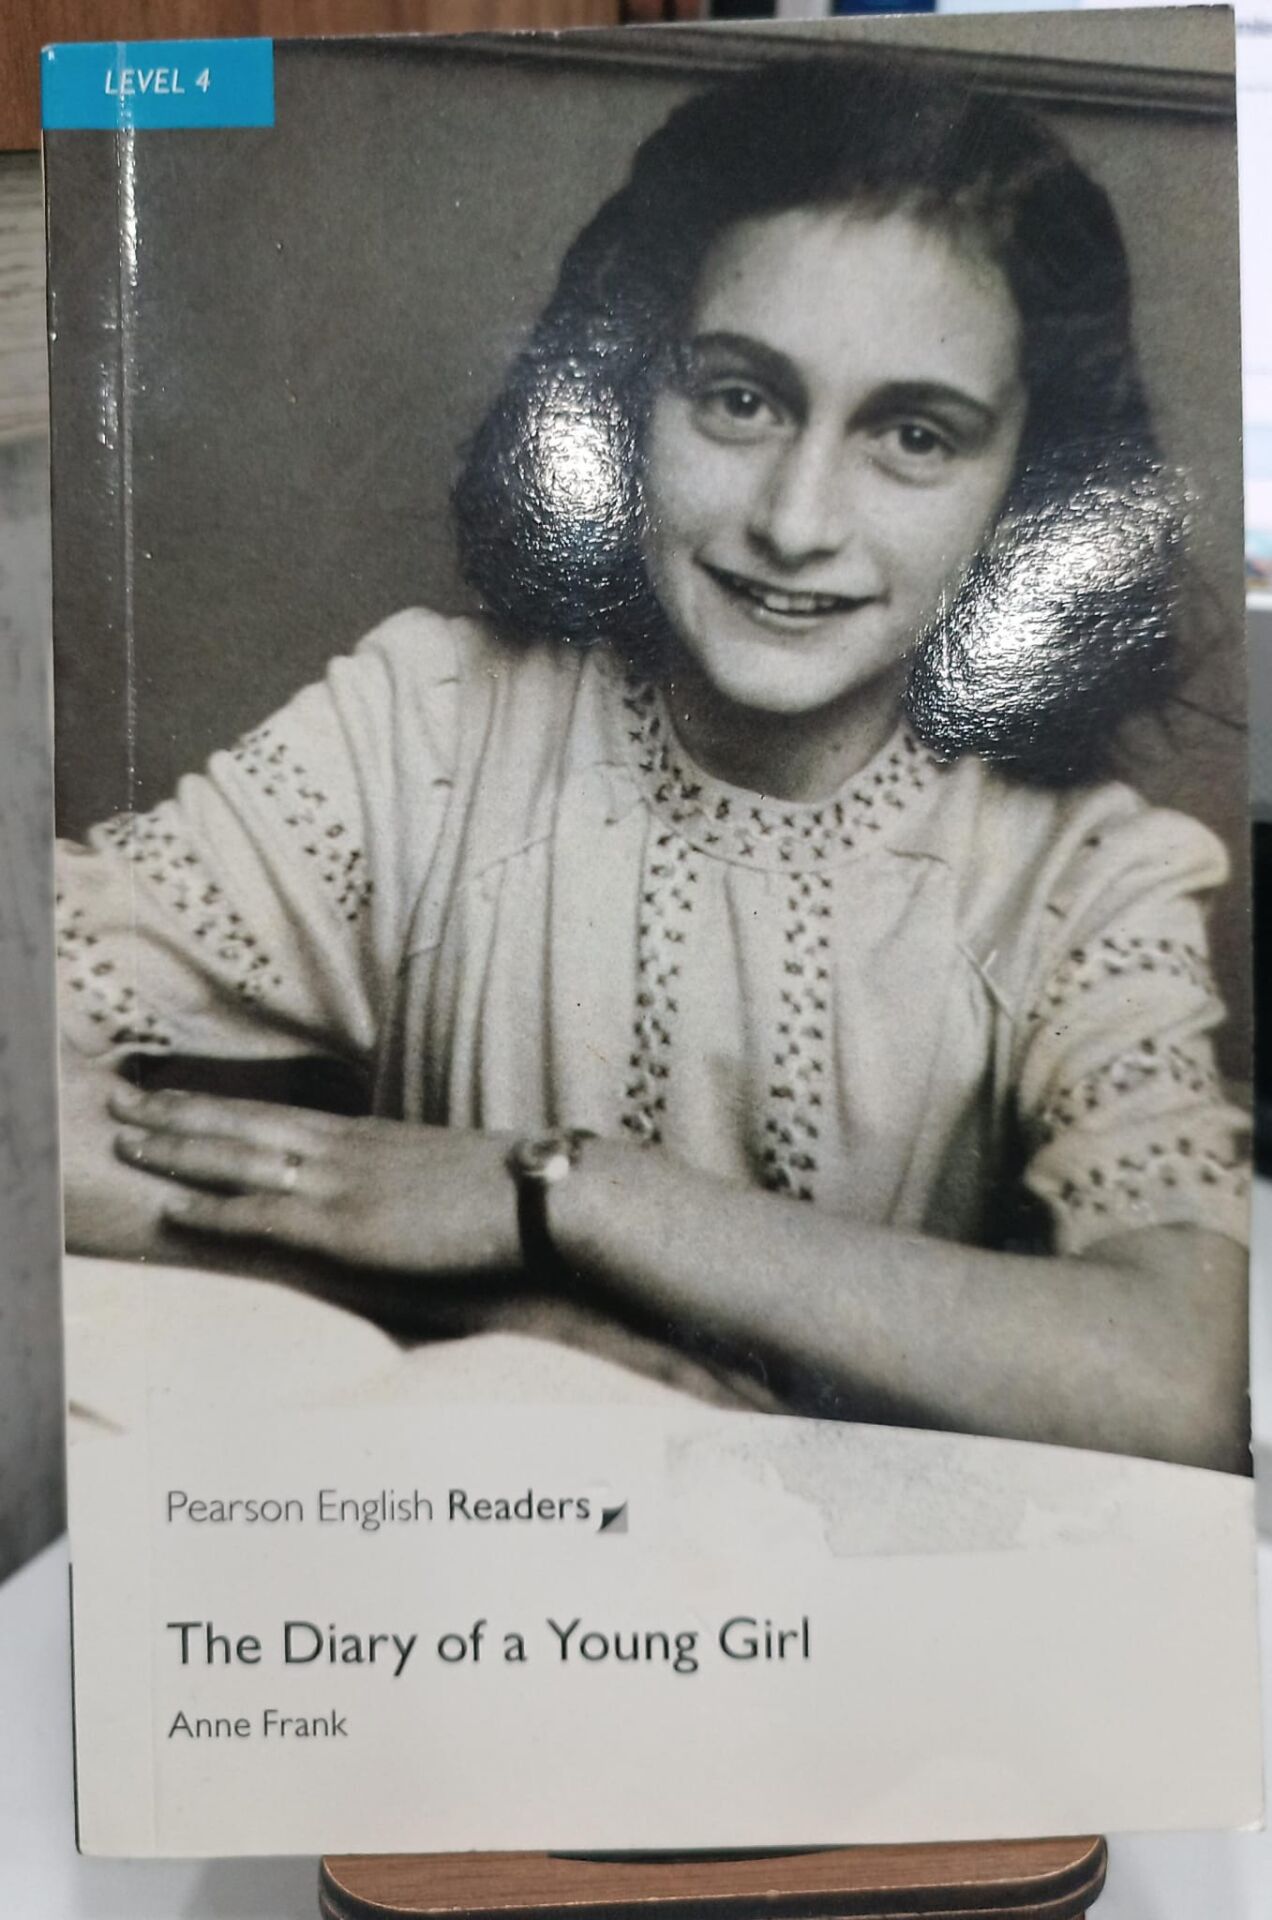 LEVEL 4
Pearson English Readers
The Diary of a Young Girl
Anne Frank